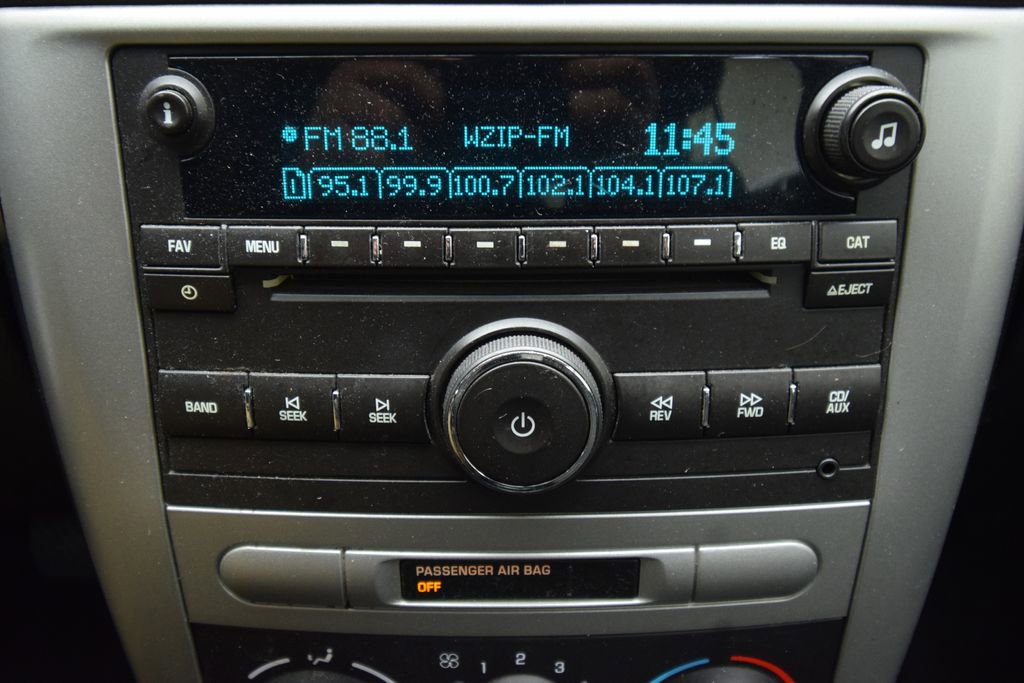 i
FM 88.1 WZIP-FM 11:45
1 95.1 99.9 100.7 102.1 104.1 107.1
FAV MENU EQ CAT
EJECT
BAND SEEK SEEK REV FWD CD/
AUX
PASSENGER AIR BAG
OFF
1 2 3